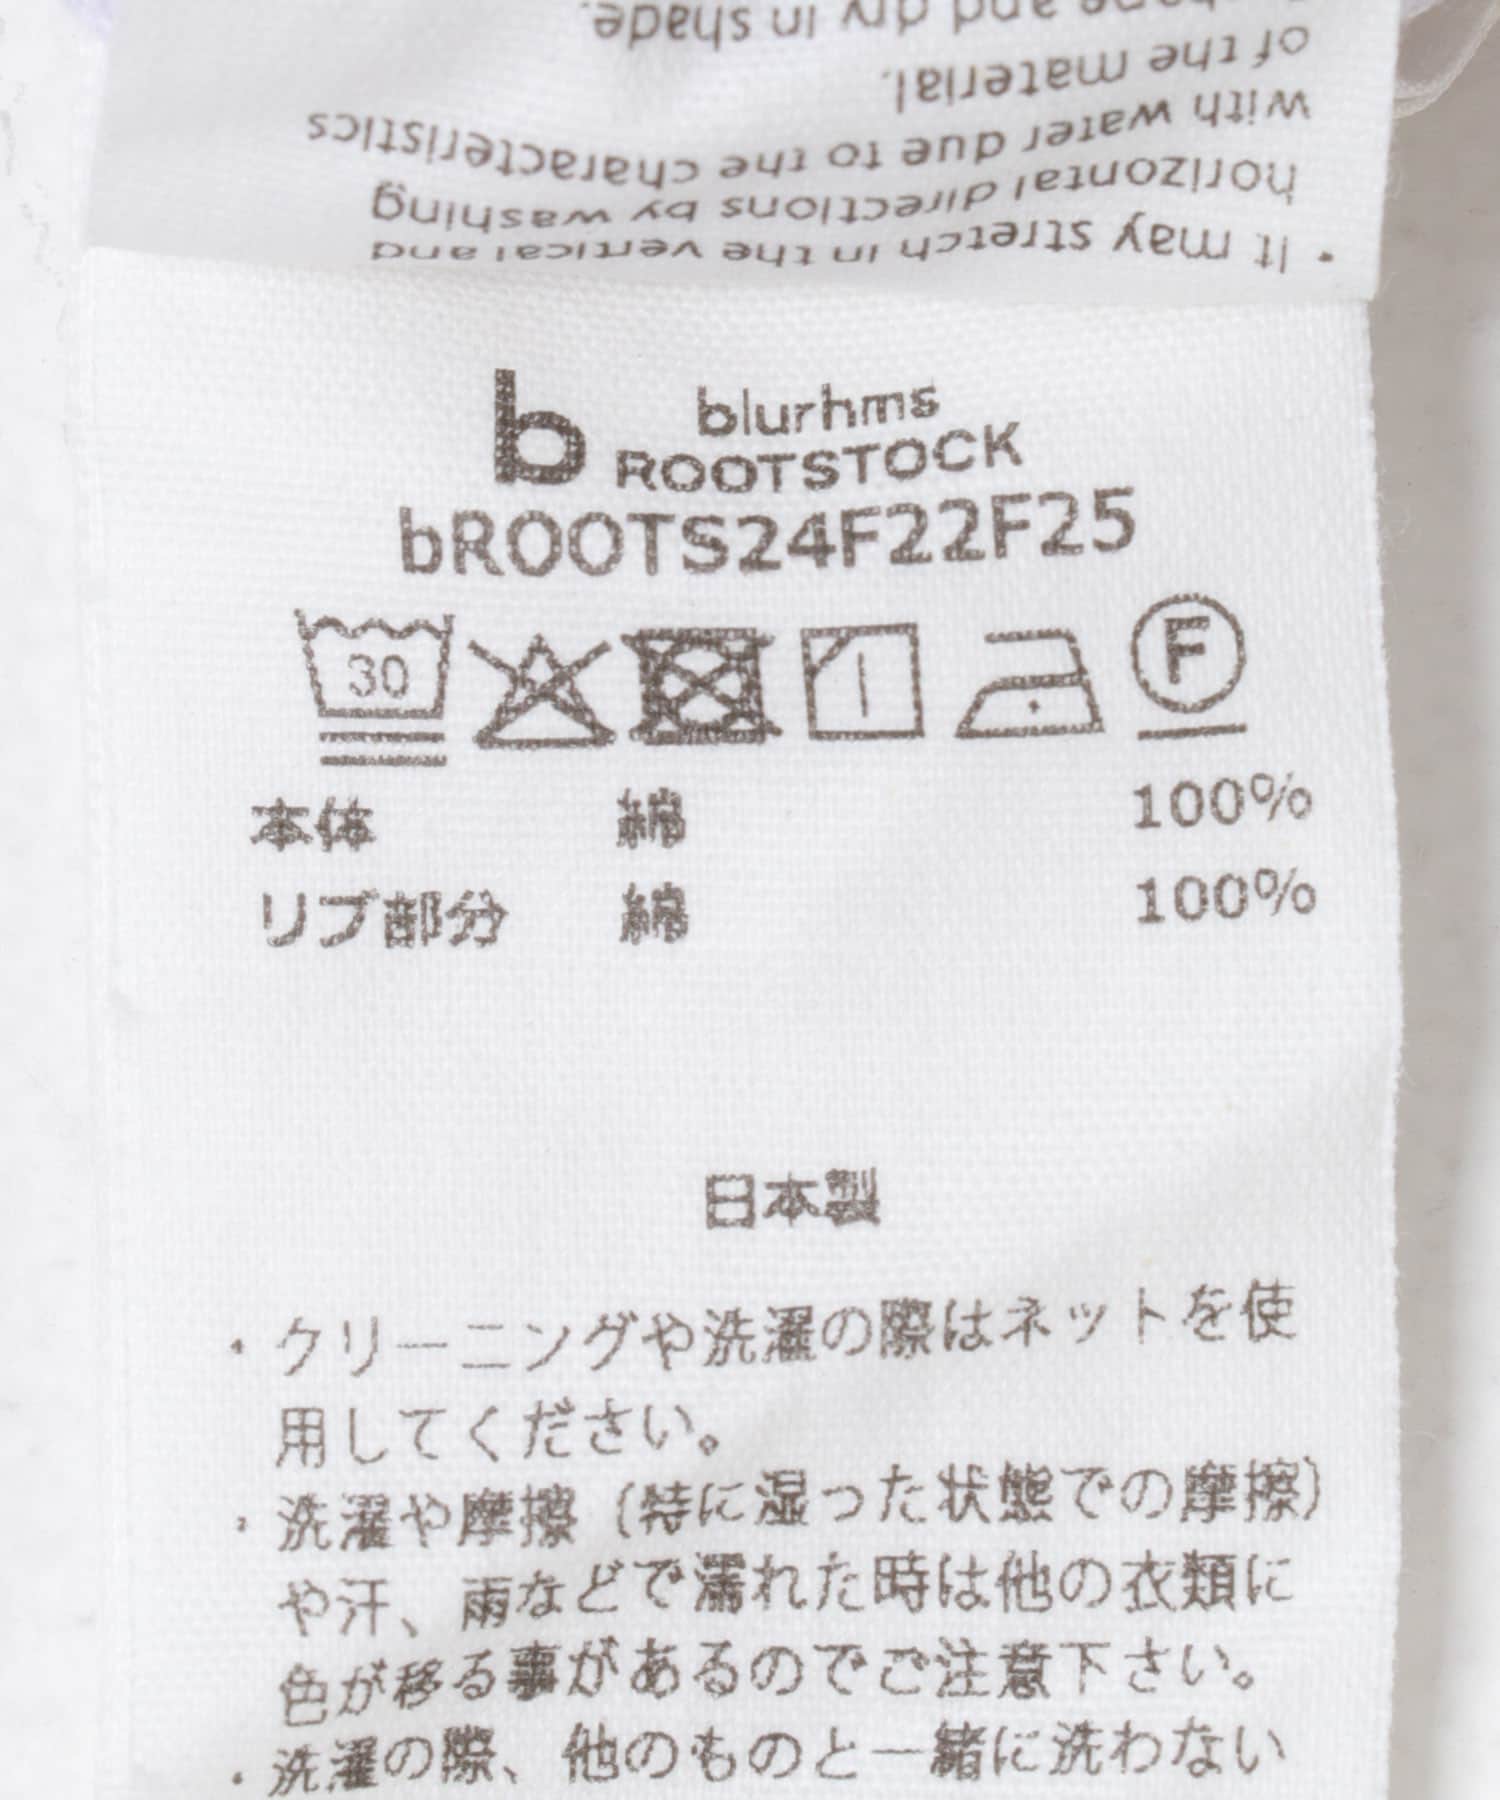 shape and dry in shade.
of the material.
with water due to the characteristics
horizontal directions by washing
・It may stretch in the vertical and
b blurhms
ROOTSTOCK
bROOTS24F22F25
30
F
本体 綿 100%
リブ部分 綿 100%
日本製
・クリーニングや洗濯の際はネットを使
用してください。
・洗濯や摩擦（特に湿った状態での摩擦）
や汗、雨などで濡れた時は他の衣類に
色が移る事があるのでご注意下さい。
・洗濯の際、他のものと一緒に洗わない